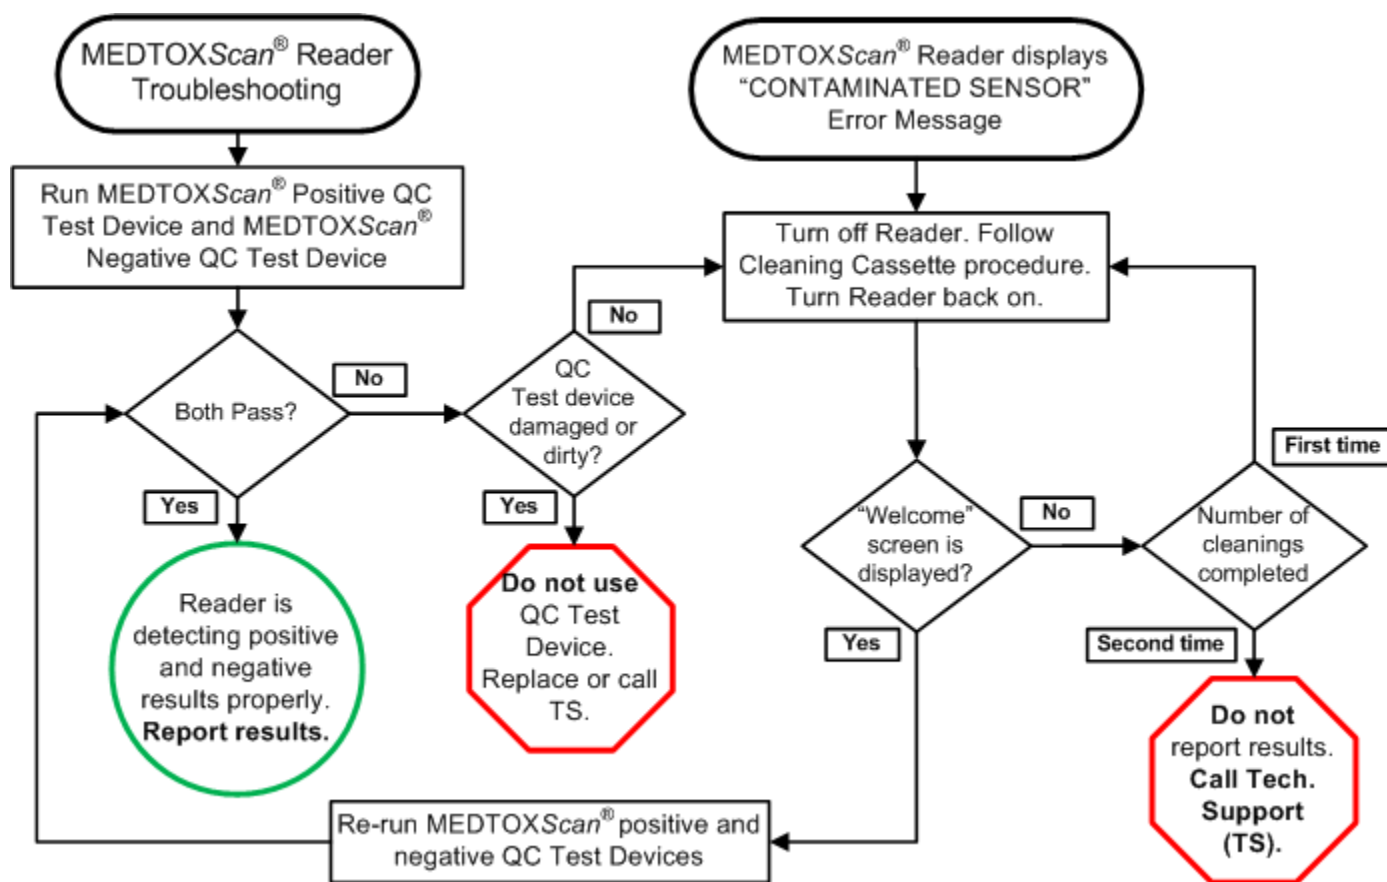 MEDTOXScan® Reader
Troubleshooting
Run MEDTOXScan® Positive QC
Test Device and MEDTOXScan®
Negative QC Test Device
Both Pass?
No
Yes
Reader is
detecting positive
and negative
results properly.
Report results.
QC
Test device
damaged or
dirty?
No
Yes
Do not use
QC Test
Device.
Replace or call
TS.
MEDTOXScan® Reader displays
“CONTAMINATED SENSOR”
Error Message
Turn off Reader. Follow
Cleaning Cassette procedure.
Turn Reader back on.
“Welcome”
screen is
displayed?
No
Yes
Number of
cleanings
completed
First time
Second time
Do not
report results.
Call Tech.
Support
(TS).
Re-run MEDTOXScan® positive and
negative QC Test Devices